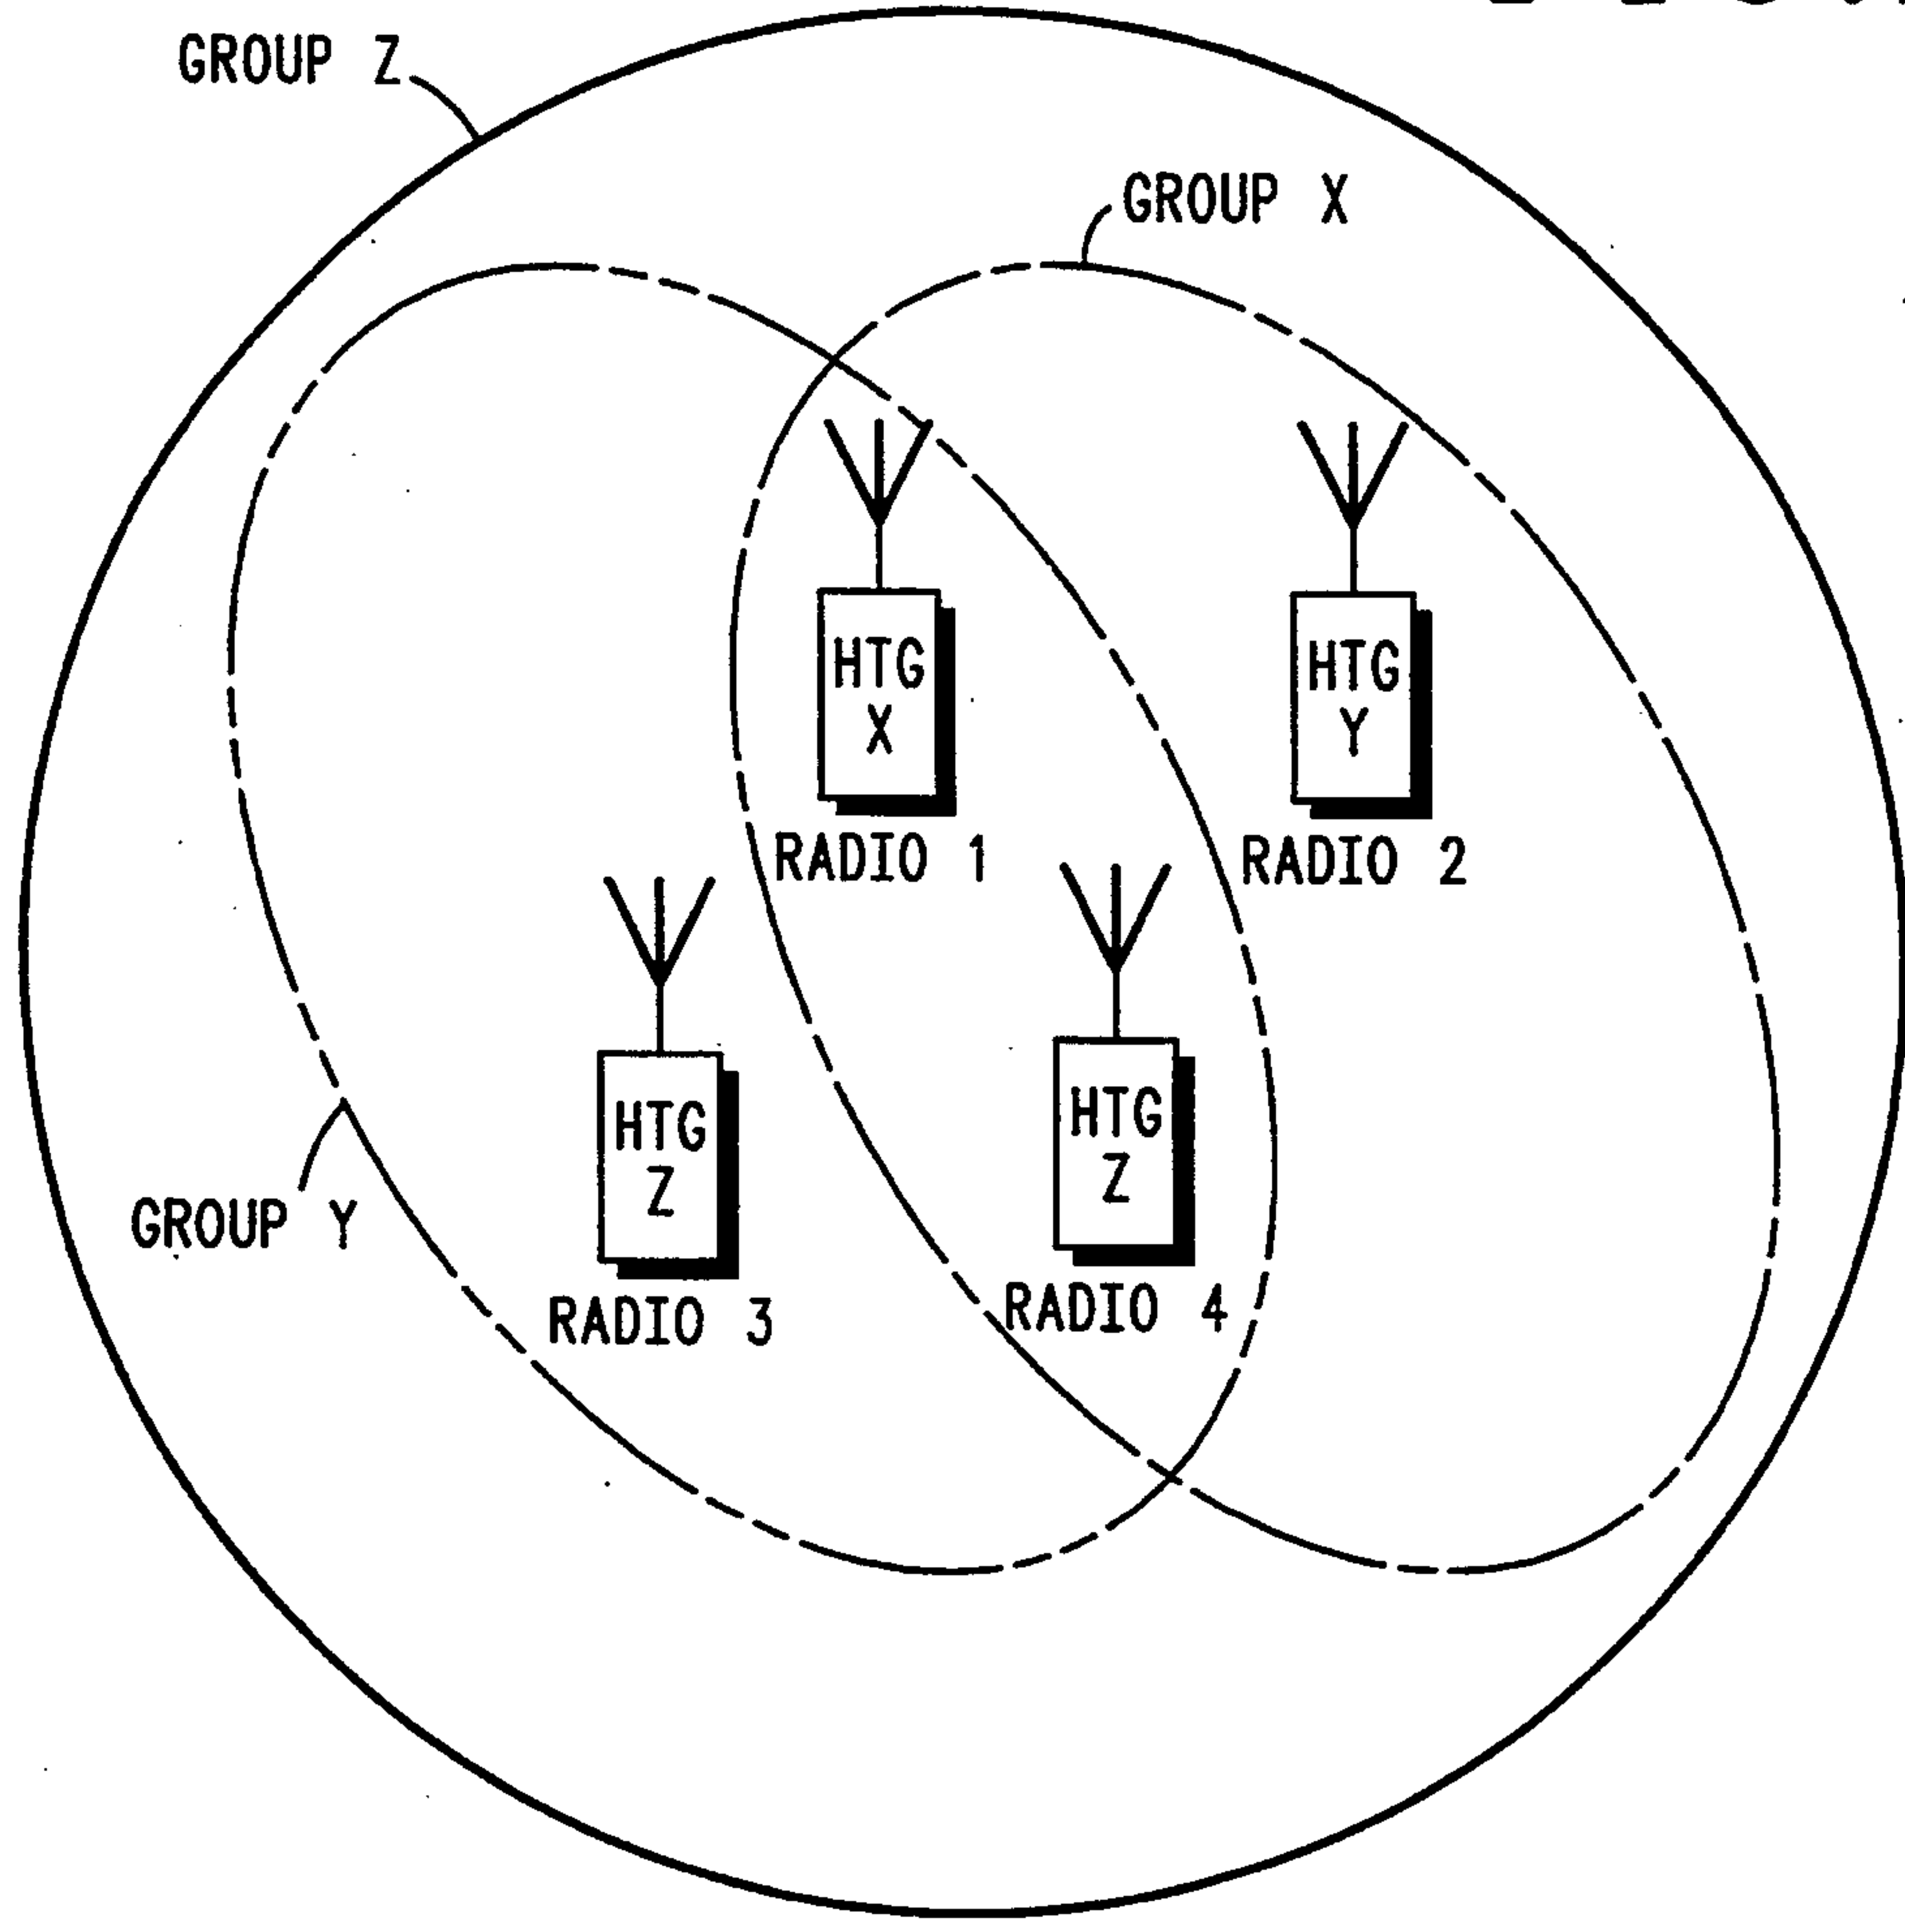 GROUP Z
GROUP X
HTG
X
RADIO 1
HTG
Y
RADIO 2
HTG
Z
RADIO 3
HTG
Z
RADIO 4
GROUP Y